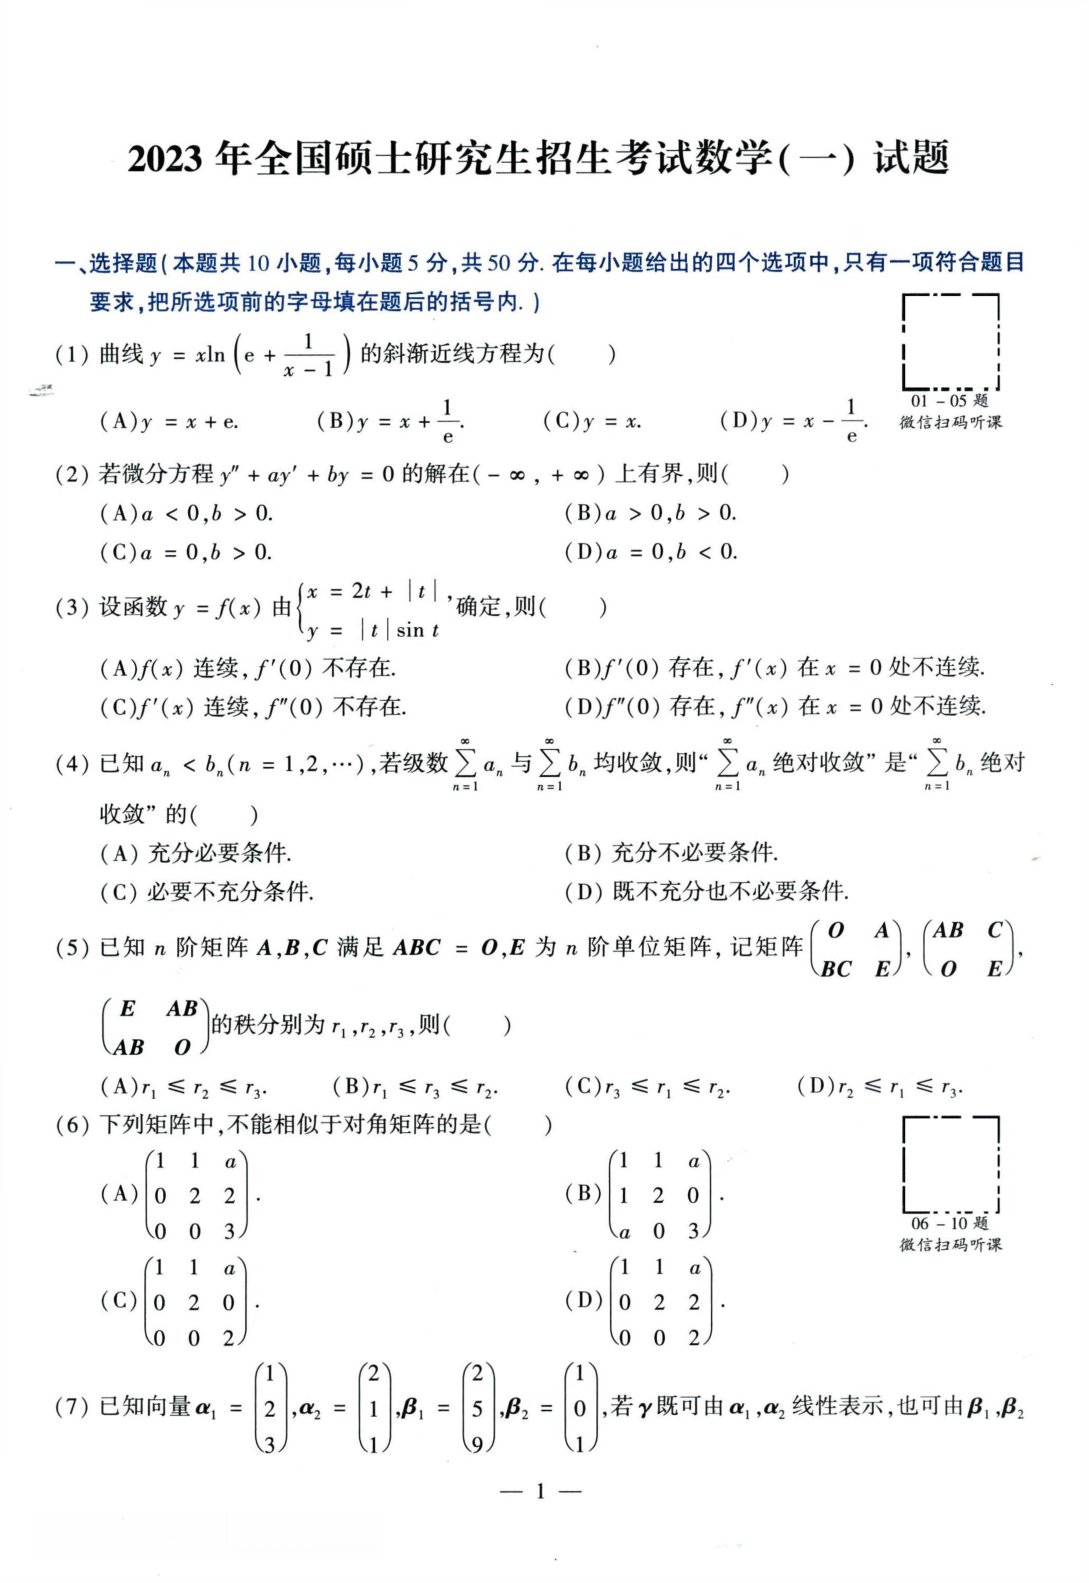 2023 年全国硕士研究生招生考试数学(一) 试题
一、选择题(本题共 10 小题,每小题 5 分,共 50 分. 在每小题给出的四个选项中,只有一项符合题目
要求,把所选项前的字母填在题后的括号内. )
(1) 曲线 y = xln(e + 1/(x − 1)) 的斜渐近线方程为(  )
(A)y = x + e. (B)y = x + 1/e. (C)y = x. (D)y = x − 1/e.
01 − 05 题
微信扫码听课
(2) 若微分方程 y″ + ay′ + by = 0 的解在(− ∞ , + ∞ ) 上有界,则(  )
(A)a < 0,b > 0. (B)a > 0,b > 0.
(C)a = 0,b > 0. (D)a = 0,b < 0.
(3) 设函数 y = f(x) 由 { x = 2t + |t|, y = |t|sin t 确定,则(  )
(A)f(x) 连续, f′(0) 不存在. (B)f′(0) 存在, f′(x) 在 x = 0 处不连续.
(C)f′(x) 连续, f″(0) 不存在. (D)f″(0) 存在, f″(x) 在 x = 0 处不连续.
(4) 已知 aₙ < bₙ(n = 1,2,⋯),若级数 ∑_{n=1}^{∞} aₙ 与 ∑_{n=1}^{∞} bₙ 均收敛,则“ ∑_{n=1}^{∞} aₙ 绝对收敛”是“ ∑_{n=1}^{∞} bₙ 绝对
收敛”的(  )
(A) 充分必要条件. (B) 充分不必要条件.
(C) 必要不充分条件. (D) 既不充分也不必要条件.
(5) 已知 n 阶矩阵 A,B,C 满足 ABC = O,E 为 n 阶单位矩阵, 记矩阵 (O A; BC E), (AB C; O E),
(E AB; AB O) 的秩分别为 r₁,r₂,r₃,则(  )
(A)r₁ ≤ r₂ ≤ r₃. (B)r₁ ≤ r₃ ≤ r₂. (C)r₃ ≤ r₁ ≤ r₂. (D)r₂ ≤ r₁ ≤ r₃.
(6) 下列矩阵中,不能相似于对角矩阵的是(  )
(A) (1 1 a; 0 2 2; 0 0 3). (B) (1 1 a; 1 2 0; a 0 3).
06 − 10 题
微信扫码听课
(C) (1 1 a; 0 2 0; 0 0 2). (D) (1 1 a; 0 2 2; 0 0 2).
(7) 已知向量 α₁ = (1; 2; 3), α₂ = (2; 1; 1), β₁ = (2; 5; 9), β₂ = (1; 0; 1), 若 γ 既可由 α₁,α₂ 线性表示,也可由 β₁,β₂
— 1 —